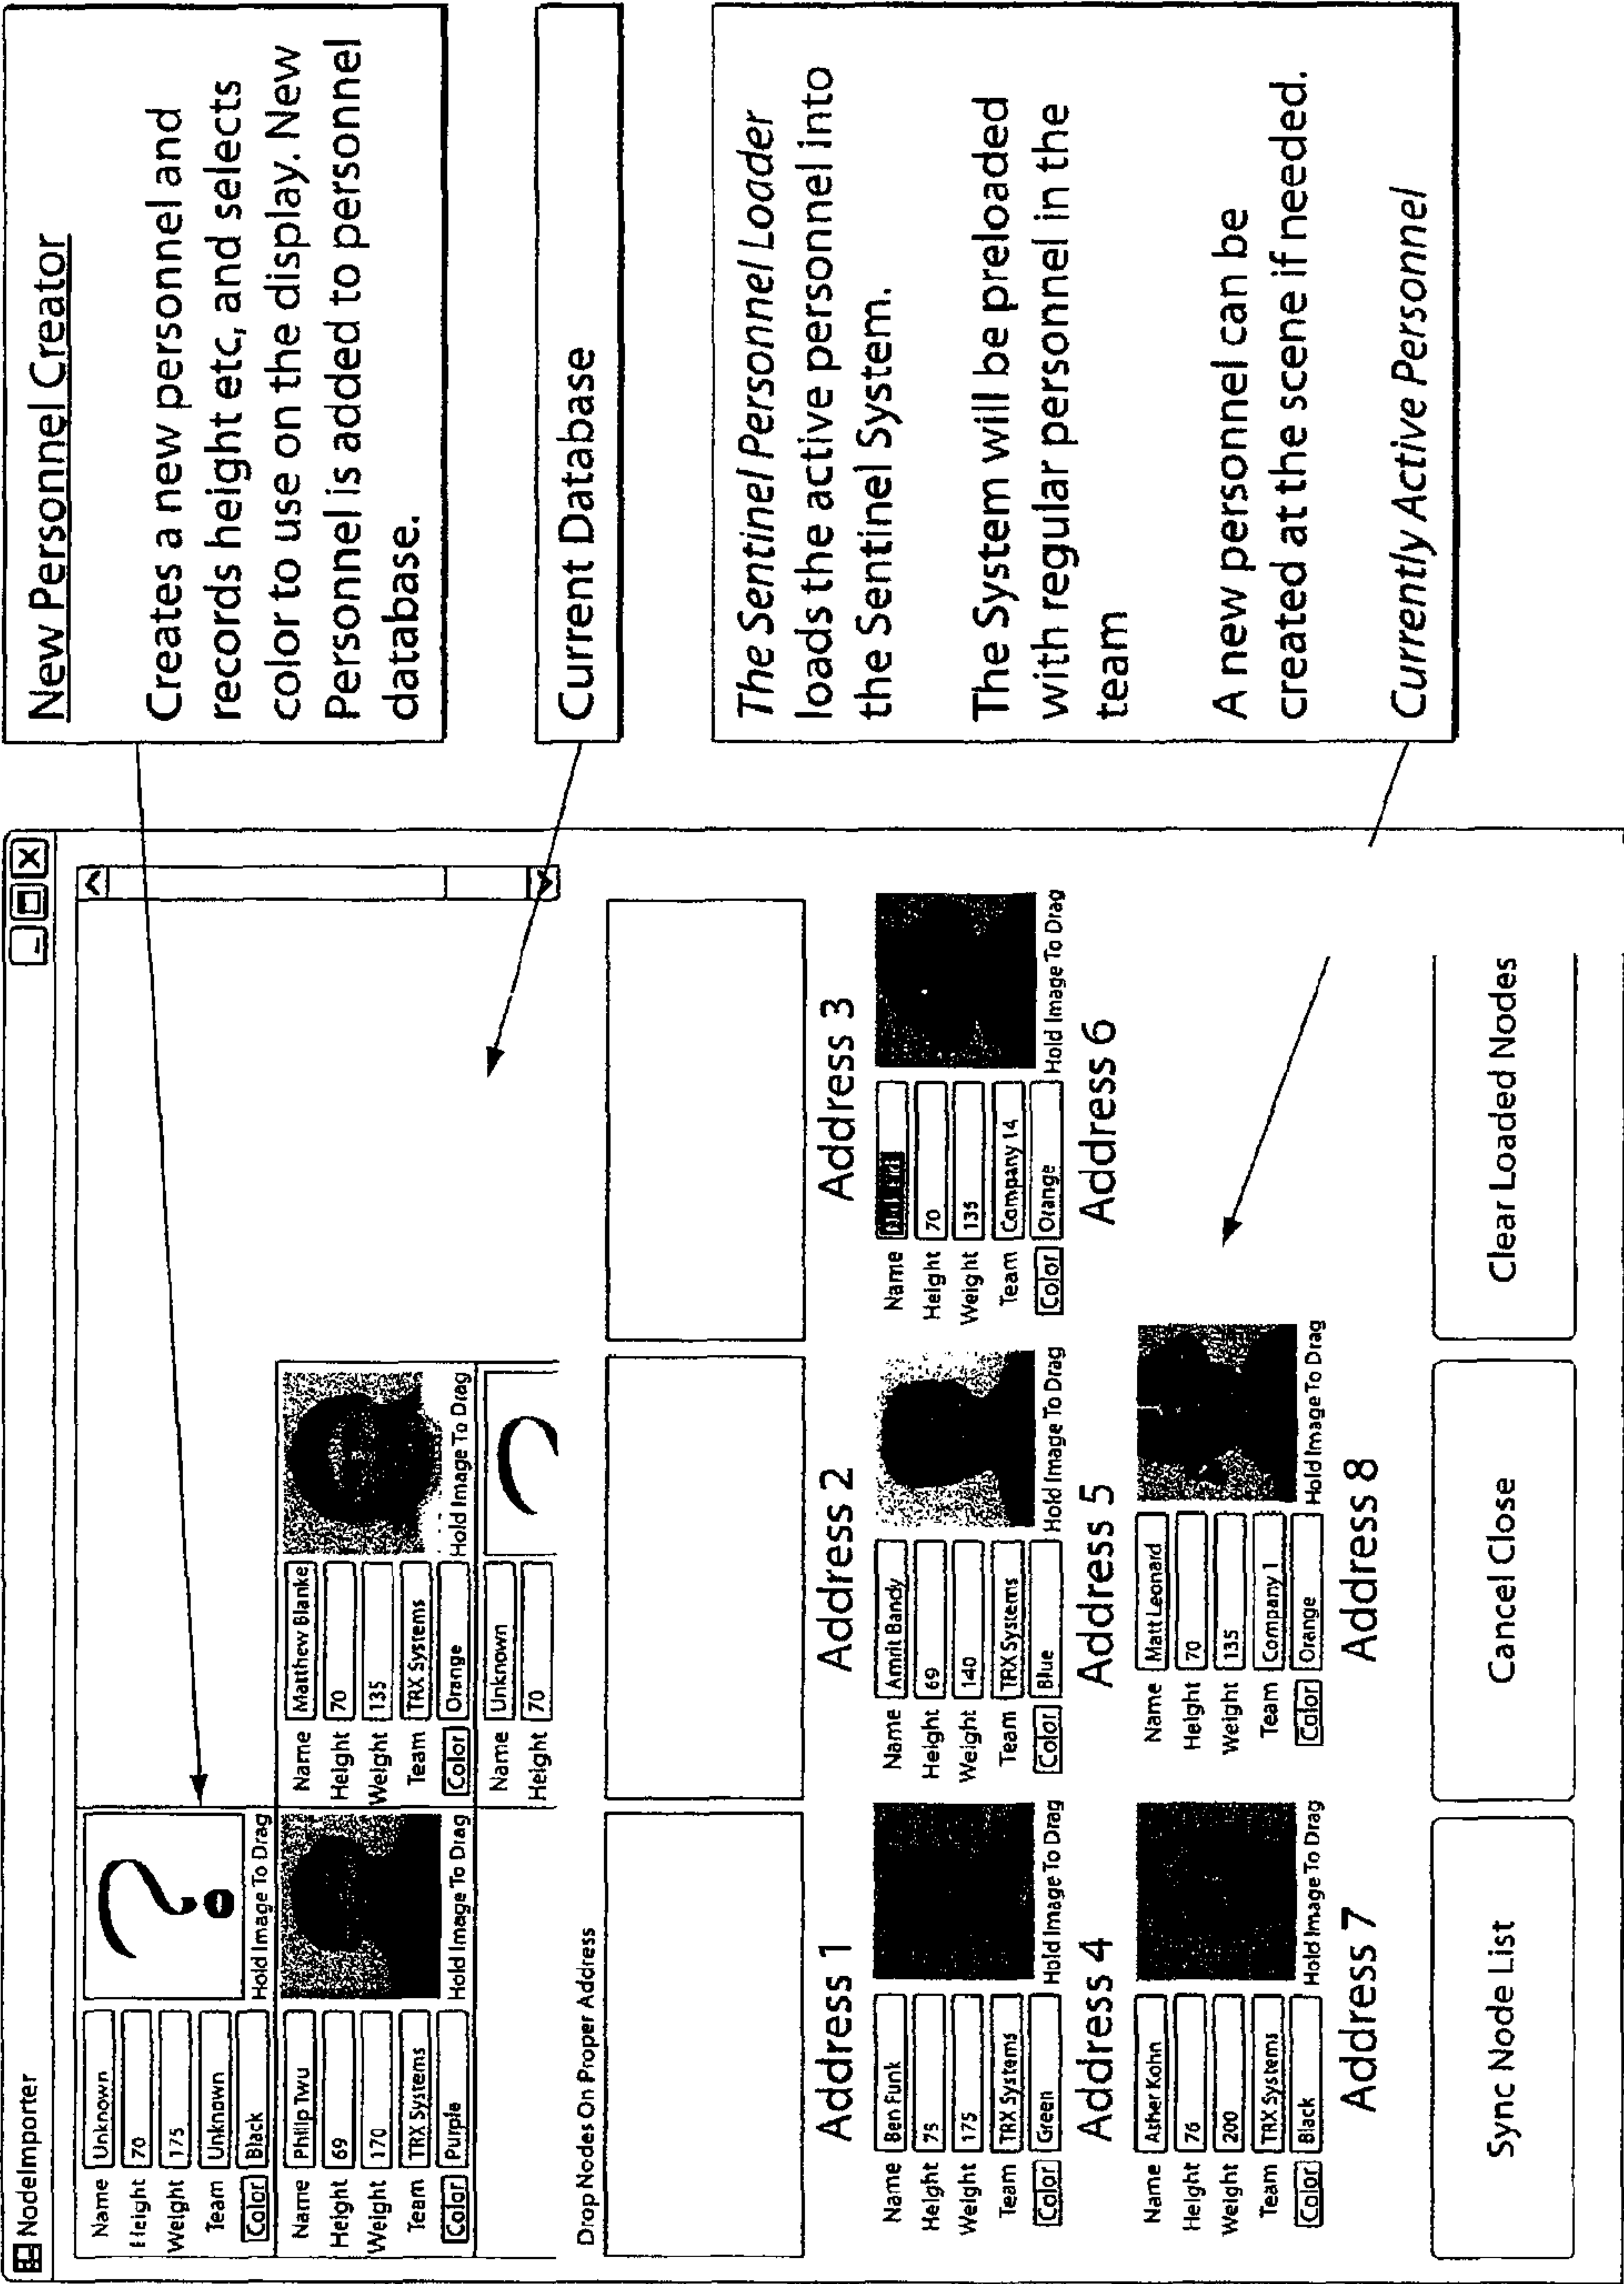 NodeImporter
Name Unknown
Height 70
Weight 175
Team Unknown
Color Black
Hold Image To Drag
Name Philip Twu
Height 69
Weight 170
Team TRX Systems
Color Purple
Hold Image To Drag
Name Matthew Blanke
Height 70
Weight 135
Team TRX Systems
Color Orange
Hold Image To Drag
Name Unknown
Height 70
Drop Nodes On Proper Address
Address 1
Address 2
Address 3
Name Ben Funk
Height 75
Weight 175
Team TRX Systems
Color Green
Hold Image To Drag
Address 4
Name Amrit Bandy
Height 69
Weight 140
Team TRX Systems
Color Blue
Hold Image To Drag
Address 5
Name
Height 70
Weight 135
Team Company 14
Color Orange
Hold Image To Drag
Address 6
Name Asher Kohn
Height 76
Weight 200
Team TRX Systems
Color Black
Hold Image To Drag
Address 7
Name Matt Leonard
Height 70
Weight 135
Team Company 1
Color Orange
Hold Image To Drag
Address 8
Sync Node List
Cancel Close
Clear Loaded Nodes
New Personnel Creator
Creates a new personnel and
records height etc, and selects
color to use on the display. New
Personnel is added to personnel
database.
Current Database
The Sentinel Personnel Loader
loads the active personnel into
the Sentinel System.
The System will be preloaded
with regular personnel in the
team
A new personnel can be
created at the scene if needed.
Currently Active Personnel